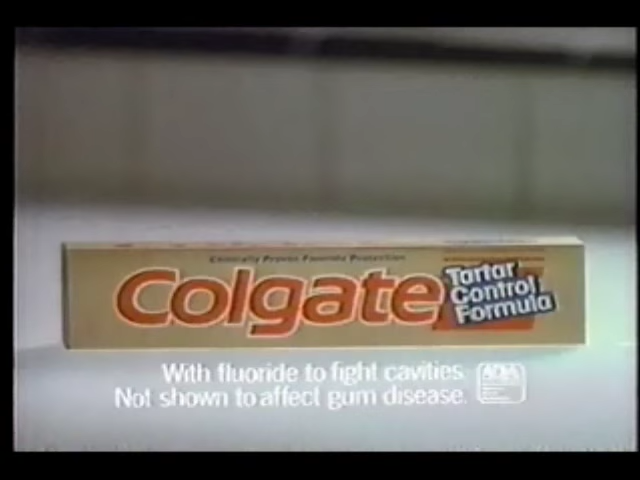 Clinically Proven Fluoride Protection
Colgate
Tartar
Control
Formula
With fluoride to fight cavities.
Not shown to affect gum disease.
ADA